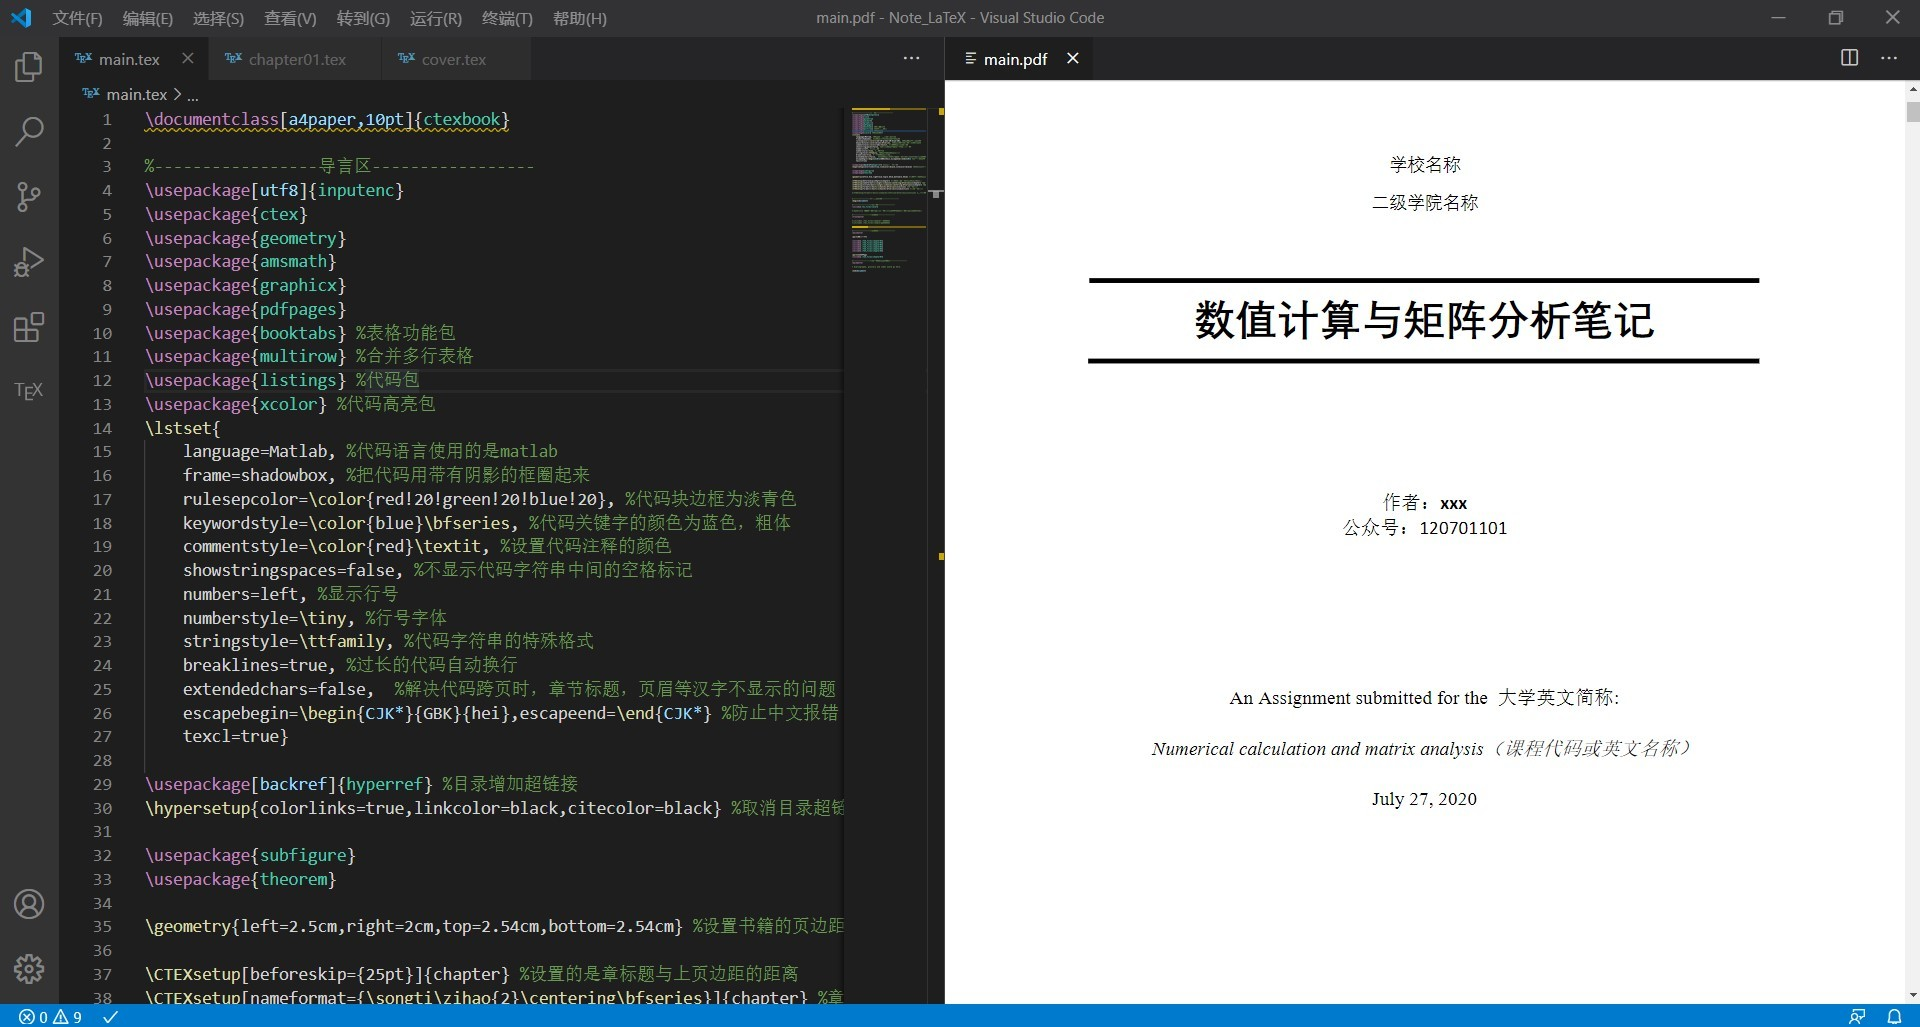 文件(F) 编辑(E) 选择(S) 查看(V) 转到(G) 运行(R) 终端(T) 帮助(H) main.pdf - Note_LaTeX - Visual Studio Code
main.tex chapter01.tex cover.tex
main.tex > ...
1 \documentclass[a4paper,10pt]{ctexbook}
2
3 %-----------------导言区-----------------
4 \usepackage[utf8]{inputenc}
5 \usepackage{ctex}
6 \usepackage{geometry}
7 \usepackage{amsmath}
8 \usepackage{graphicx}
9 \usepackage{pdfpages}
10 \usepackage{booktabs} %表格功能包
11 \usepackage{multirow} %合并多行表格
12 \usepackage{listings} %代码包
13 \usepackage{xcolor} %代码高亮包
14 \lstset{
15 language=Matlab, %代码语言使用的是matlab
16 frame=shadowbox, %把代码用带有阴影的框圈起来
17 rulesepcolor=\color{red!20!green!20!blue!20}, %代码块边框为淡青色
18 keywordstyle=\color{blue}\bfseries, %代码关键字的颜色为蓝色，粗体
19 commentstyle=\color{red}\textit, %设置代码注释的颜色
20 showstringspaces=false, %不显示代码字符串中间的空格标记
21 numbers=left, %显示行号
22 numberstyle=\tiny, %行号字体
23 stringstyle=\ttfamily, %代码字符串的特殊格式
24 breaklines=true, %过长的代码自动换行
25 extendedchars=false, %解决代码跨页时，章节标题，页眉等汉字不显示的问题
26 escapebegin=\begin{CJK*}{GBK}{hei},escapeend=\end{CJK*} %防止中文报错
27 texcl=true}
28
29 \usepackage[backref]{hyperref} %目录增加超链接
30 \hypersetup{colorlinks=true,linkcolor=black,citecolor=black} %取消目录超链
31
32 \usepackage{subfigure}
33 \usepackage{theorem}
34
35 \geometry{left=2.5cm,right=2cm,top=2.54cm,bottom=2.54cm} %设置书籍的页边距
36
37 \CTEXsetup[beforeskip={25pt}]{chapter} %设置的是章标题与上页边距的距离
38 \CTEXsetup[nameformat={\songti\zihao{2}\centering\bfseries}]{chapter} %章
TEX
0 9
main.pdf
学校名称
二级学院名称
数值计算与矩阵分析笔记
作者：xxx
公众号：120701101
An Assignment submitted for the 大学英文简称:
Numerical calculation and matrix analysis（课程代码或英文名称）
July 27, 2020